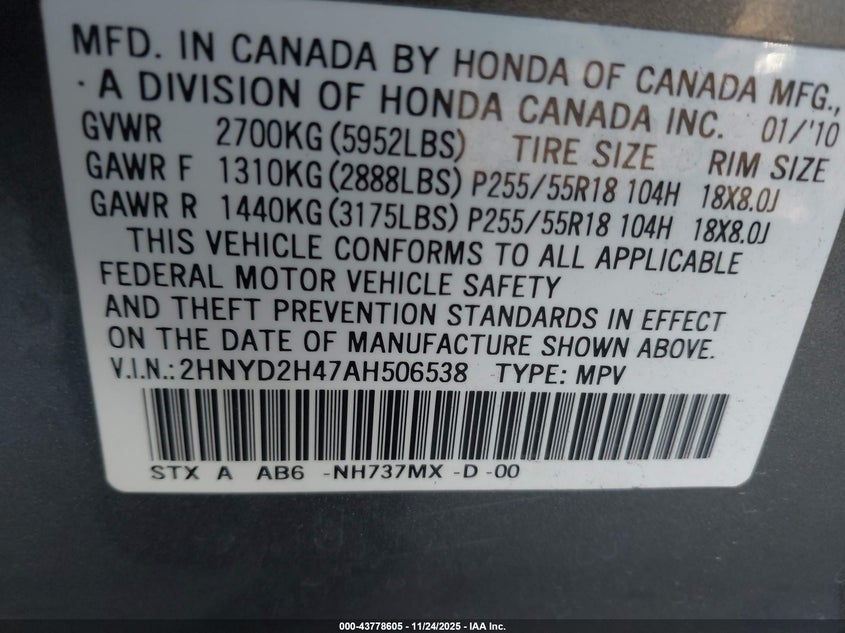 MFD. IN CANADA BY HONDA OF CANADA MFG.,
· A DIVISION OF HONDA CANADA INC. 01/'10
GVWR 2700KG (5952LBS) TIRE SIZE RIM SIZE
GAWR F 1310KG (2888LBS) P255/55R18 104H 18X8.0J
GAWR R 1440KG (3175LBS) P255/55R18 104H 18X8.0J
THIS VEHICLE CONFORMS TO ALL APPLICABLE
FEDERAL MOTOR VEHICLE SAFETY
AND THEFT PREVENTION STANDARDS IN EFFECT
ON THE DATE OF MANUFACTURE SHOWN ABOVE.
V.I.N.: 2HNYD2H47AH506538 TYPE: MPV
STX A AB6 -NH737MX -D -00
000-43778605 - 11/24/2025 - IAA Inc.